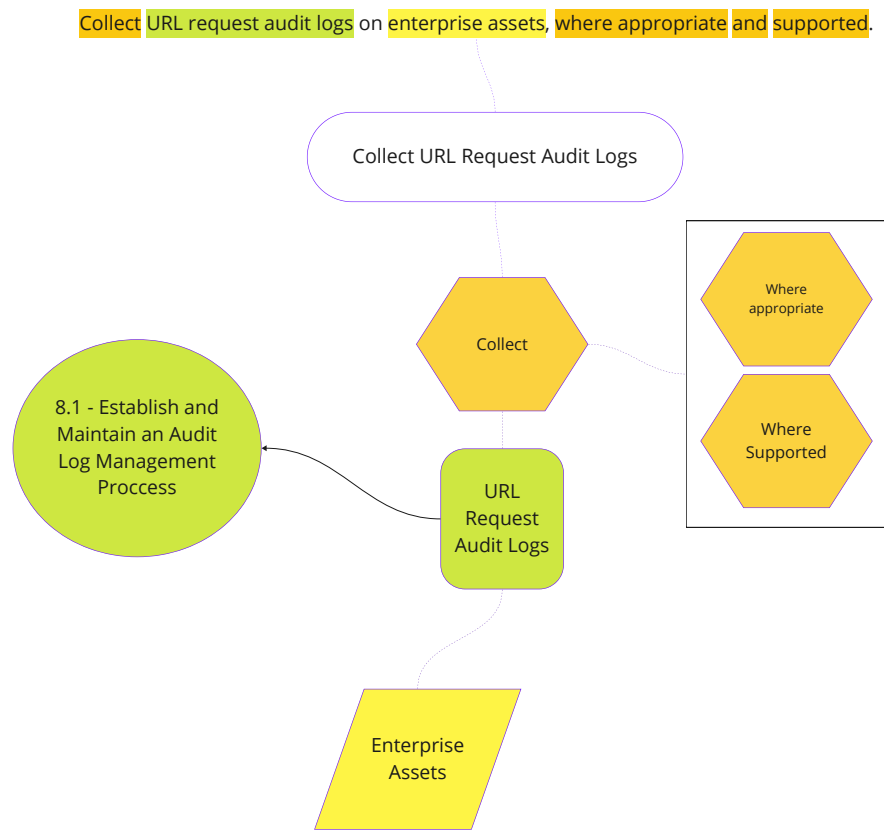 Collect URL request audit logs on enterprise assets, where appropriate and supported.
Collect URL Request Audit Logs
Where
appropriate
Collect
8.1 - Establish and
Maintain an Audit
Log Management
Proccess
Where
Supported
URL
Request
Audit Logs
Enterprise
Assets